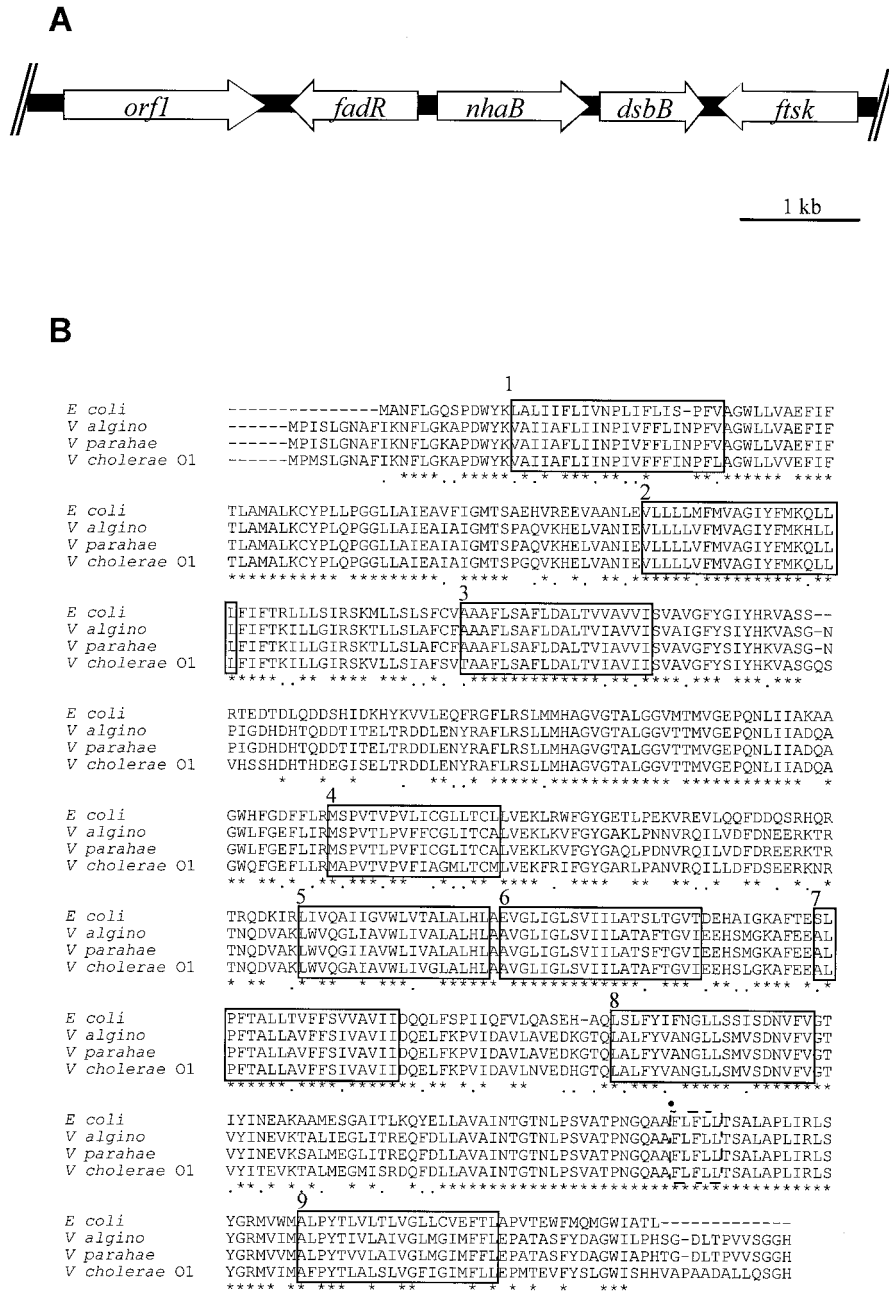 A
orf1 fadR nhaB dsbB ftsk
1 kb
B
1
E coli ---------------MANFLGQSPDWYKLALIIFLIVNPLIFLIS-PFVAGWLLVAEFIF
V algino ------MPISLGNAFIKNFLGKAPDWYKVAIIAFLIINPIVFFLINPFVAGWLLVAEFIF
V parahae ------MPISLGNAFIKNFLGKAPDWYKVAIIAFLIINPIVFFLINPFVAGWLLVAEFIF
V cholerae O1 ------MPMSLGNAFIKNFLGKAPDWYKVAIIAFLIINPIVFFFINPFLAGWLLVVEFIF
2
E coli TLAMALKCYPLLPGGLLAIEAVFIGMTSAEHVREEVAANLEVLLLLMFMVAGIYFMKQLL
V algino TLAMALKCYPLQPGGLLAIEAIAIGMTSPAQVKHELVANIEVLLLLVFMVAGIYFMKHLL
V parahae TLAMALKCYPLQPGGLLAIEAIAIGMTSPAQVKHELVANIEVLLLLVFMVAGIYFMKQLL
V cholerae O1 TLAMALKCYPLQPGGLLAIEAIAIGMTSPGQVKHELVANIEVLLLLVFMVAGIYFMKQLL
3
E coli LFIFTRLLLSIRSKMLLSLSFCVAAAFLSAFLDALTVVAVVISVAVGFYGIYHRVASS--
V algino LFIFTKILLGIRSKTLLSLAFCFAAAFLSAFLDALTVIAVVISVAIGFYSIYHKVASG-N
V parahae LFIFTKILLGIRSKTLLSLAFCFAAAFLSAFLDALTVIAVVISVAVGFYSIYHKVASG-N
V cholerae O1 LFIFTKILLGIRSKVLLSIAFSVTAAFLSAFLDALTVIAVIISVAVGFYSIYHKVASGQS
E coli RTEDTDLQDDSHIDKHYKVVLEQFRGFLRSLMMHAGVGTALGGVMTMVGEPQNLIIAKAA
V algino PIGDHDHTQDDTITELTRDDLENYRAFLRSLLMHAGVGTALGGVTTMVGEPQNLIIADQA
V parahae PIGDHDHTQDDTITELTRDDLENYRAFLRSLLMHAGVGTALGGVTTMVGEPQNLIIADQA
V cholerae O1 VHSSHDHTHDEGISELTRDDLENYRAFLRSLLMHAGVGTALGGVTTMVGEPQNLIIADQA
4
E coli GWHFGDFFLRMSPVTVPVLICGLLTCLLVEKLRWFGYGETLPEKVREVLQQFDDQSRHQR
V algino GWLFGEFLIRMSPVTLPVFFCGLITCALVEKLKVFGYGAKLPNNVRQILVDFDNEERKTR
V parahae GWLFGEFLIRMSPVTLPVFICGLITCALVEKLKVFGYGAQLPDNVRQILVDFDREERKTR
V cholerae O1 GWQFGEFLLRMAPVTVPVFIAGMLTCMLVEKFRIFGYGARLPANVRQILLDFDSEERKNR
5 6 7
E coli TRQDKIRLIVQAIIGVWLVTALALHLAEVGLIGLSVIILATSLTGVTDEHAIGKAFTESL
V algino TNQDVAKLWVQGLIAVWLIVALALHLAAVGLIGLSVIILATAFTGVIEEHSMGKAFEEAL
V parahae TNQDVAKLWVQGIIAVWLIVALALHLAAVGLIGLSVIILATSFTGVIEEHSMGKAFEEAL
V cholerae O1 TNQDVAKLWVQGAIAVWLIVGLALHLAAVGLIGLSVIILATAFTGVIEEHSLGKAFEEAL
8
E coli PFTALLTVFFSVVAVIIDQQLFSPIIQFVLQASEH-AQLSLFYIFNGLLSSISDNVFVGT
V algino PFTALLAVFFSIVAVIIDQELFKPVIDAVLAVEDKGTQLALFYVANGLLSMVSDNVFVGT
V parahae PFTALLAVFFSIVAVIIDQELFKPVIDAVLAVEDKGTQLALFYVANGLLSMVSDNVFVGT
V cholerae O1 PFTALLAVFFSIVAVIIDQELFKPVIDAVLNVEDHGTQLALFYVANGLLSMVSDNVFVGT
E coli IYINEAKAAMESGAITLKQYELLAVAINTGTNLPSVATPNGQAAFLFLLTSALAPLIRLS
V algino VYINEVKTALIEGLITREQFDLLAVAINTGTNLPSVATPNGQAAFLFLLTSALAPLIRLS
V parahae VYINEVKSALMEGLITREQFDLLAVAINTGTNLPSVATPNGQAAFLFLLTSALAPLIRLS
V cholerae O1 VYITEVKTALMEGMISRDQFDLLAVAINTGTNLPSVATPNGQAAFLFLLTSALAPLIRLS
9
E coli YGRMVWMALPYTLVLTLVGLLCVEFTLAPVTEWFMQMGWIATL-------------
V algino YGRMVIMALPYTIVLAIVGLMGIMFFLEPATASFYDAGWILPHSG-DLTPVVSGGH
V parahae YGRMVVMALPYTVVLAIVGLMGIMFFLEPATASFYDAGWIAPHTG-DLTPVVSGGH
V cholerae O1 YGRMVIMAFPYTLALSLVGFIGIMFLLEPMTEVFYSLGWISHHVAPAADALLQSGH